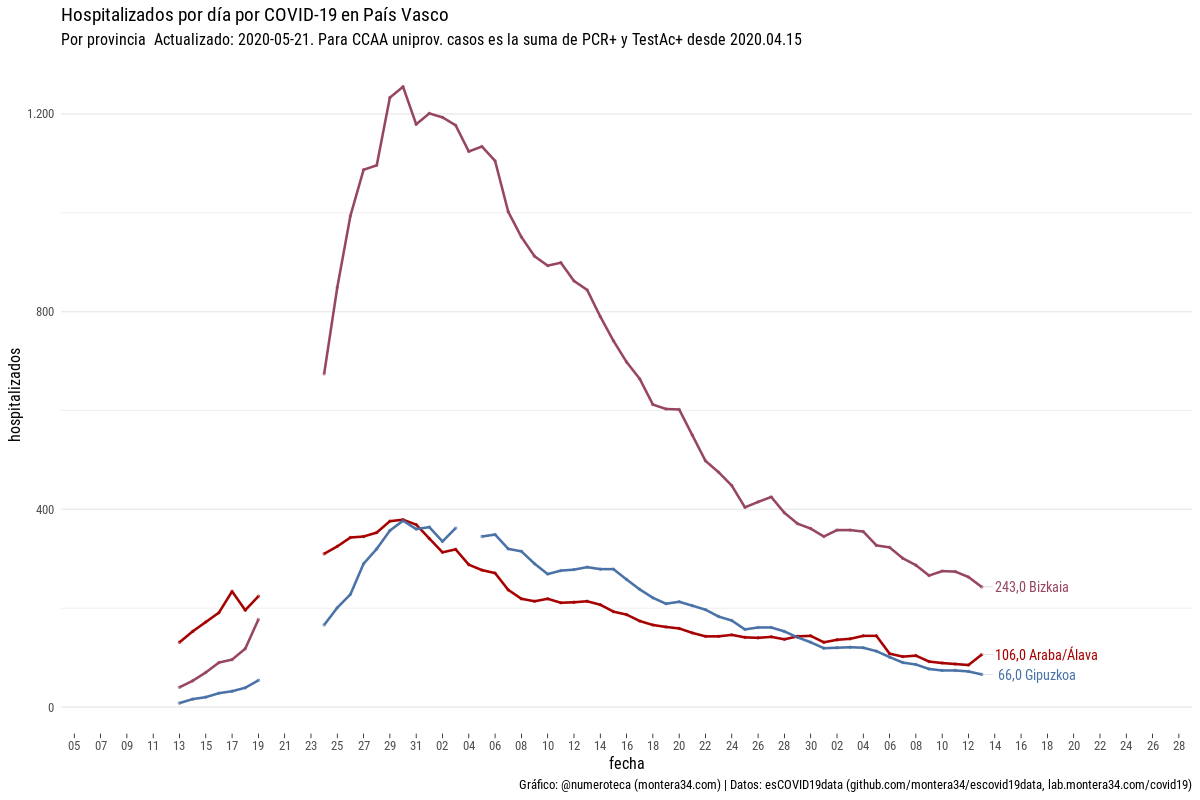 Hospitalizados por día por COVID-19 en País Vasco
Por provincia  Actualizado: 2020-05-21. Para CCAA uniprov. casos es la suma de PCR+ y TestAc+ desde 2020.04.15
1.200
800
400
0
hospitalizados
243,0 Bizkaia
106,0 Araba/Álava
66,0 Gipuzkoa
05 07 09 11 13 15 17 19 21 23 25 27 29 31 02 04 06 08 10 12 14 16 18 20 22 24 26 28 30 02 04 06 08 10 12 14 16 18 20 22 24 26 28
fecha
Gráfico: @numeroteca (montera34.com) | Datos: esCOVID19data (github.com/montera34/escovid19data, lab.montera34.com/covid19)